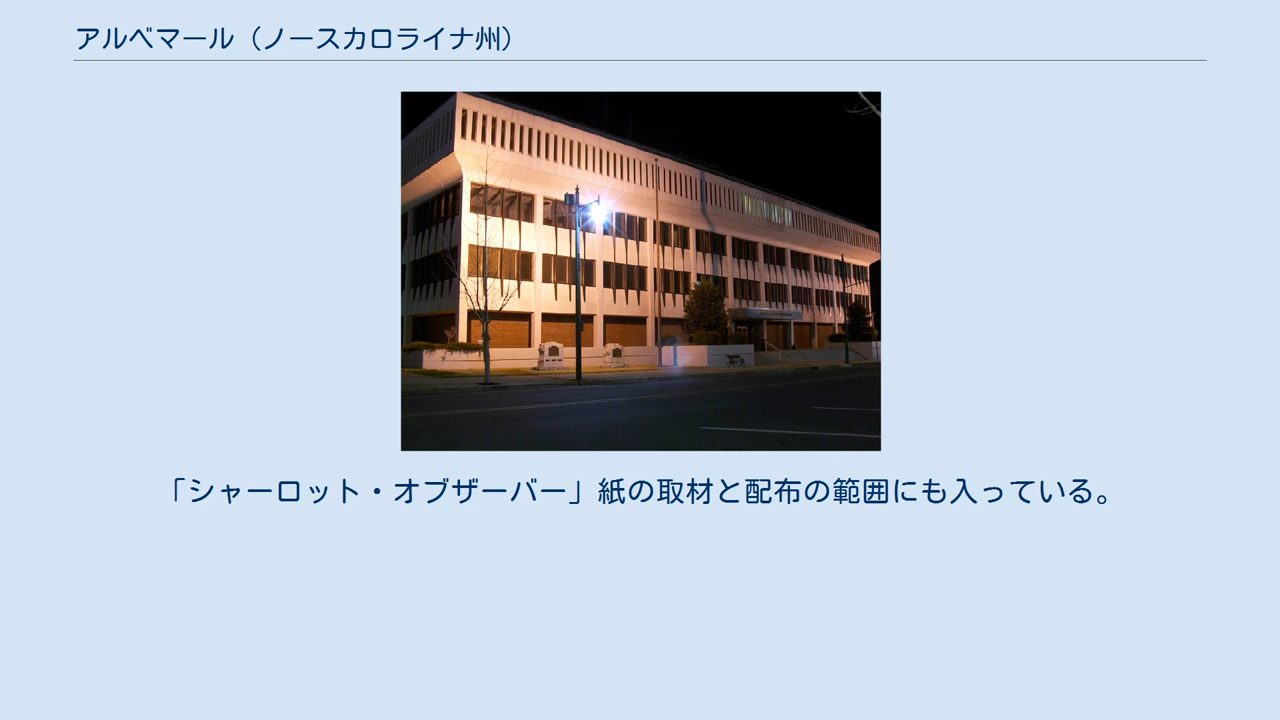 アルベマール（ノースカロライナ州）
「シャーロット・オブザーバー」紙の取材と配布の範囲にも入っている。